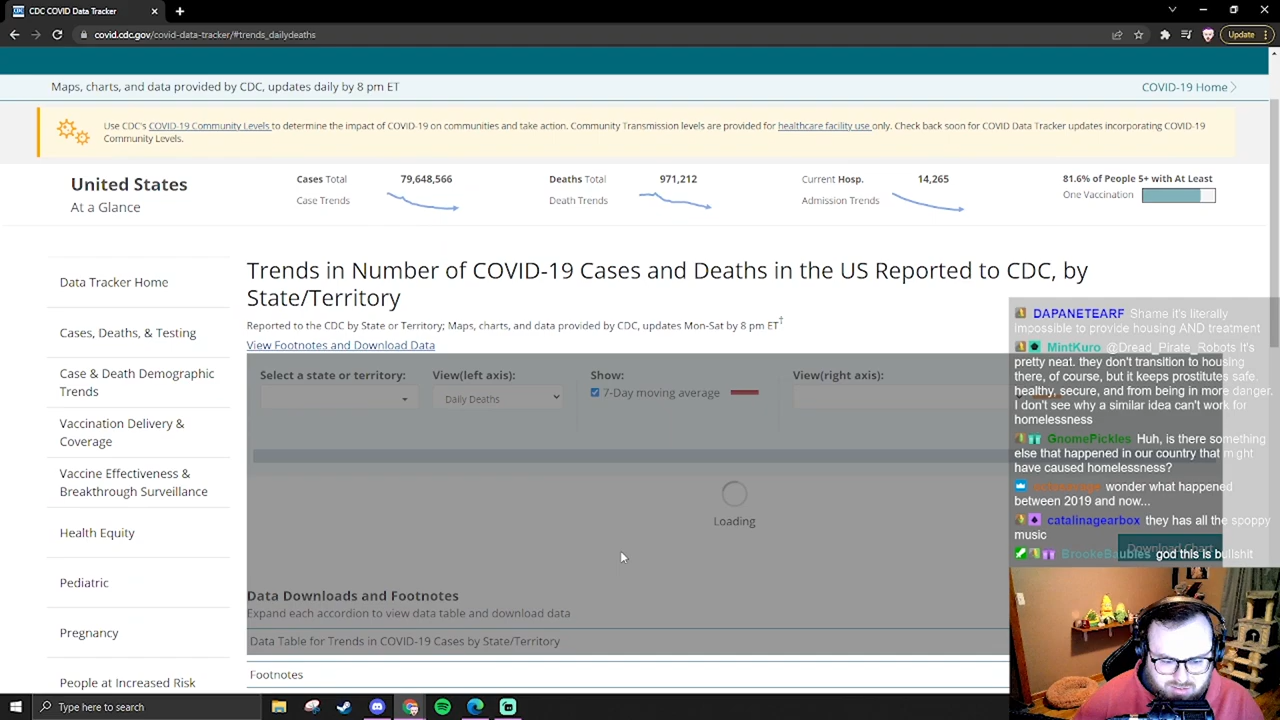 CDC COVID Data Tracker
covid.cdc.gov/covid-data-tracker/#trends_dailydeaths
Update
Maps, charts, and data provided by CDC, updates daily by 8 pm ET
COVID-19 Home
Use CDC's COVID-19 Community Levels to determine the impact of COVID-19 on communities and take action. Community Transmission levels are provided for healthcare facility use only. Check back soon for COVID Data Tracker updates incorporating COVID-19
Community Levels.
United States
At a Glance
Cases Total 79,648,566
Case Trends
Deaths Total 971,212
Death Trends
Current Hosp. 14,265
Admission Trends
81.6% of People 5+ with At Least
One Vaccination
Data Tracker Home
Cases, Deaths, & Testing
Case & Death Demographic
Trends
Vaccination Delivery &
Coverage
Vaccine Effectiveness &
Breakthrough Surveillance
Health Equity
Pediatric
Pregnancy
People at Increased Risk
Trends in Number of COVID-19 Cases and Deaths in the US Reported to CDC, by
State/Territory
Reported to the CDC by State or Territory; Maps, charts, and data provided by CDC, updates Mon-Sat by 8 pm ET†
View Footnotes and Download Data
Select a state or territory:
View(left axis):
Daily Deaths
Show:
7-Day moving average
View(right axis):
Loading
Download Chart
Data Downloads and Footnotes
Expand each accordion to view data table and download data
Data Table for Trends in COVID-19 Cases by State/Territory
Footnotes
DAPANETEARF Shame it's literally
impossible to provide housing AND treatment
MintKuro @Dread_Pirate_Robots It's
pretty neat. they don't transition to housing
there, of course, but it keeps prostitutes safe,
healthy, secure, and from being in more danger.
I don't see why a similar idea can't work for
homelessness
GnomePickles Huh, is there something
else that happened in our country that might
have caused homelessness?
wonder what happened
between 2019 and now...
catalinagearbox they has all the spoppy
music
BrookeBaubles god this is bullshit
Type here to search